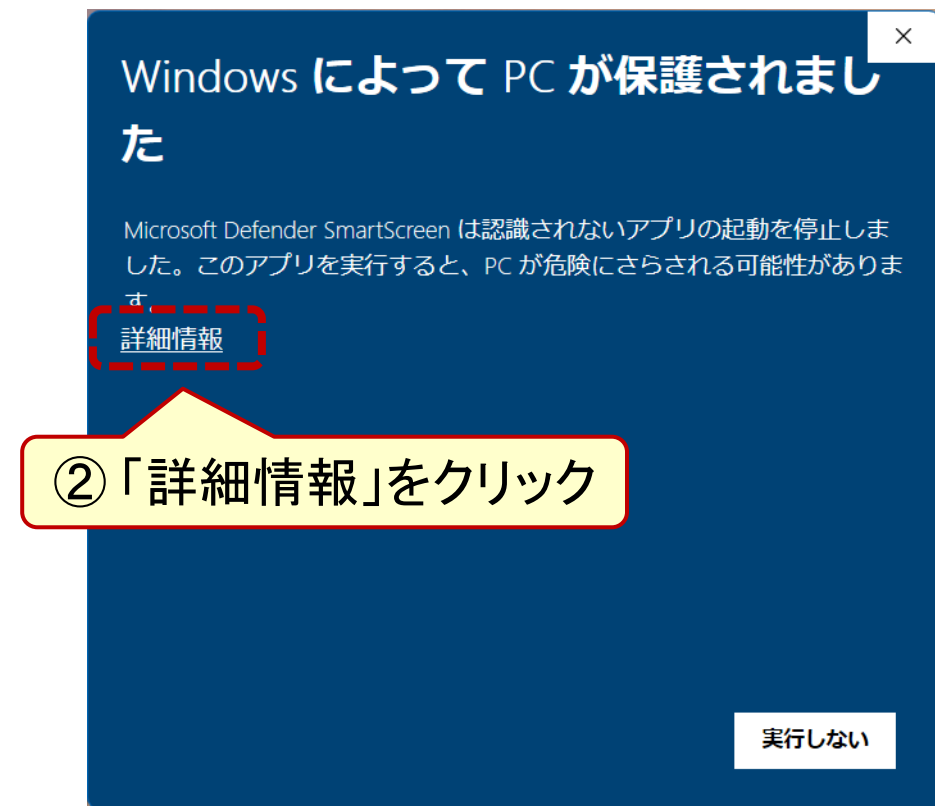 ×
Windows によって PC が保護されまし
た
Microsoft Defender SmartScreen は認識されないアプリの起動を停止しま
した。このアプリを実行すると、PC が危険にさらされる可能性がありま
す。
詳細情報
②「詳細情報」をクリック
実行しない